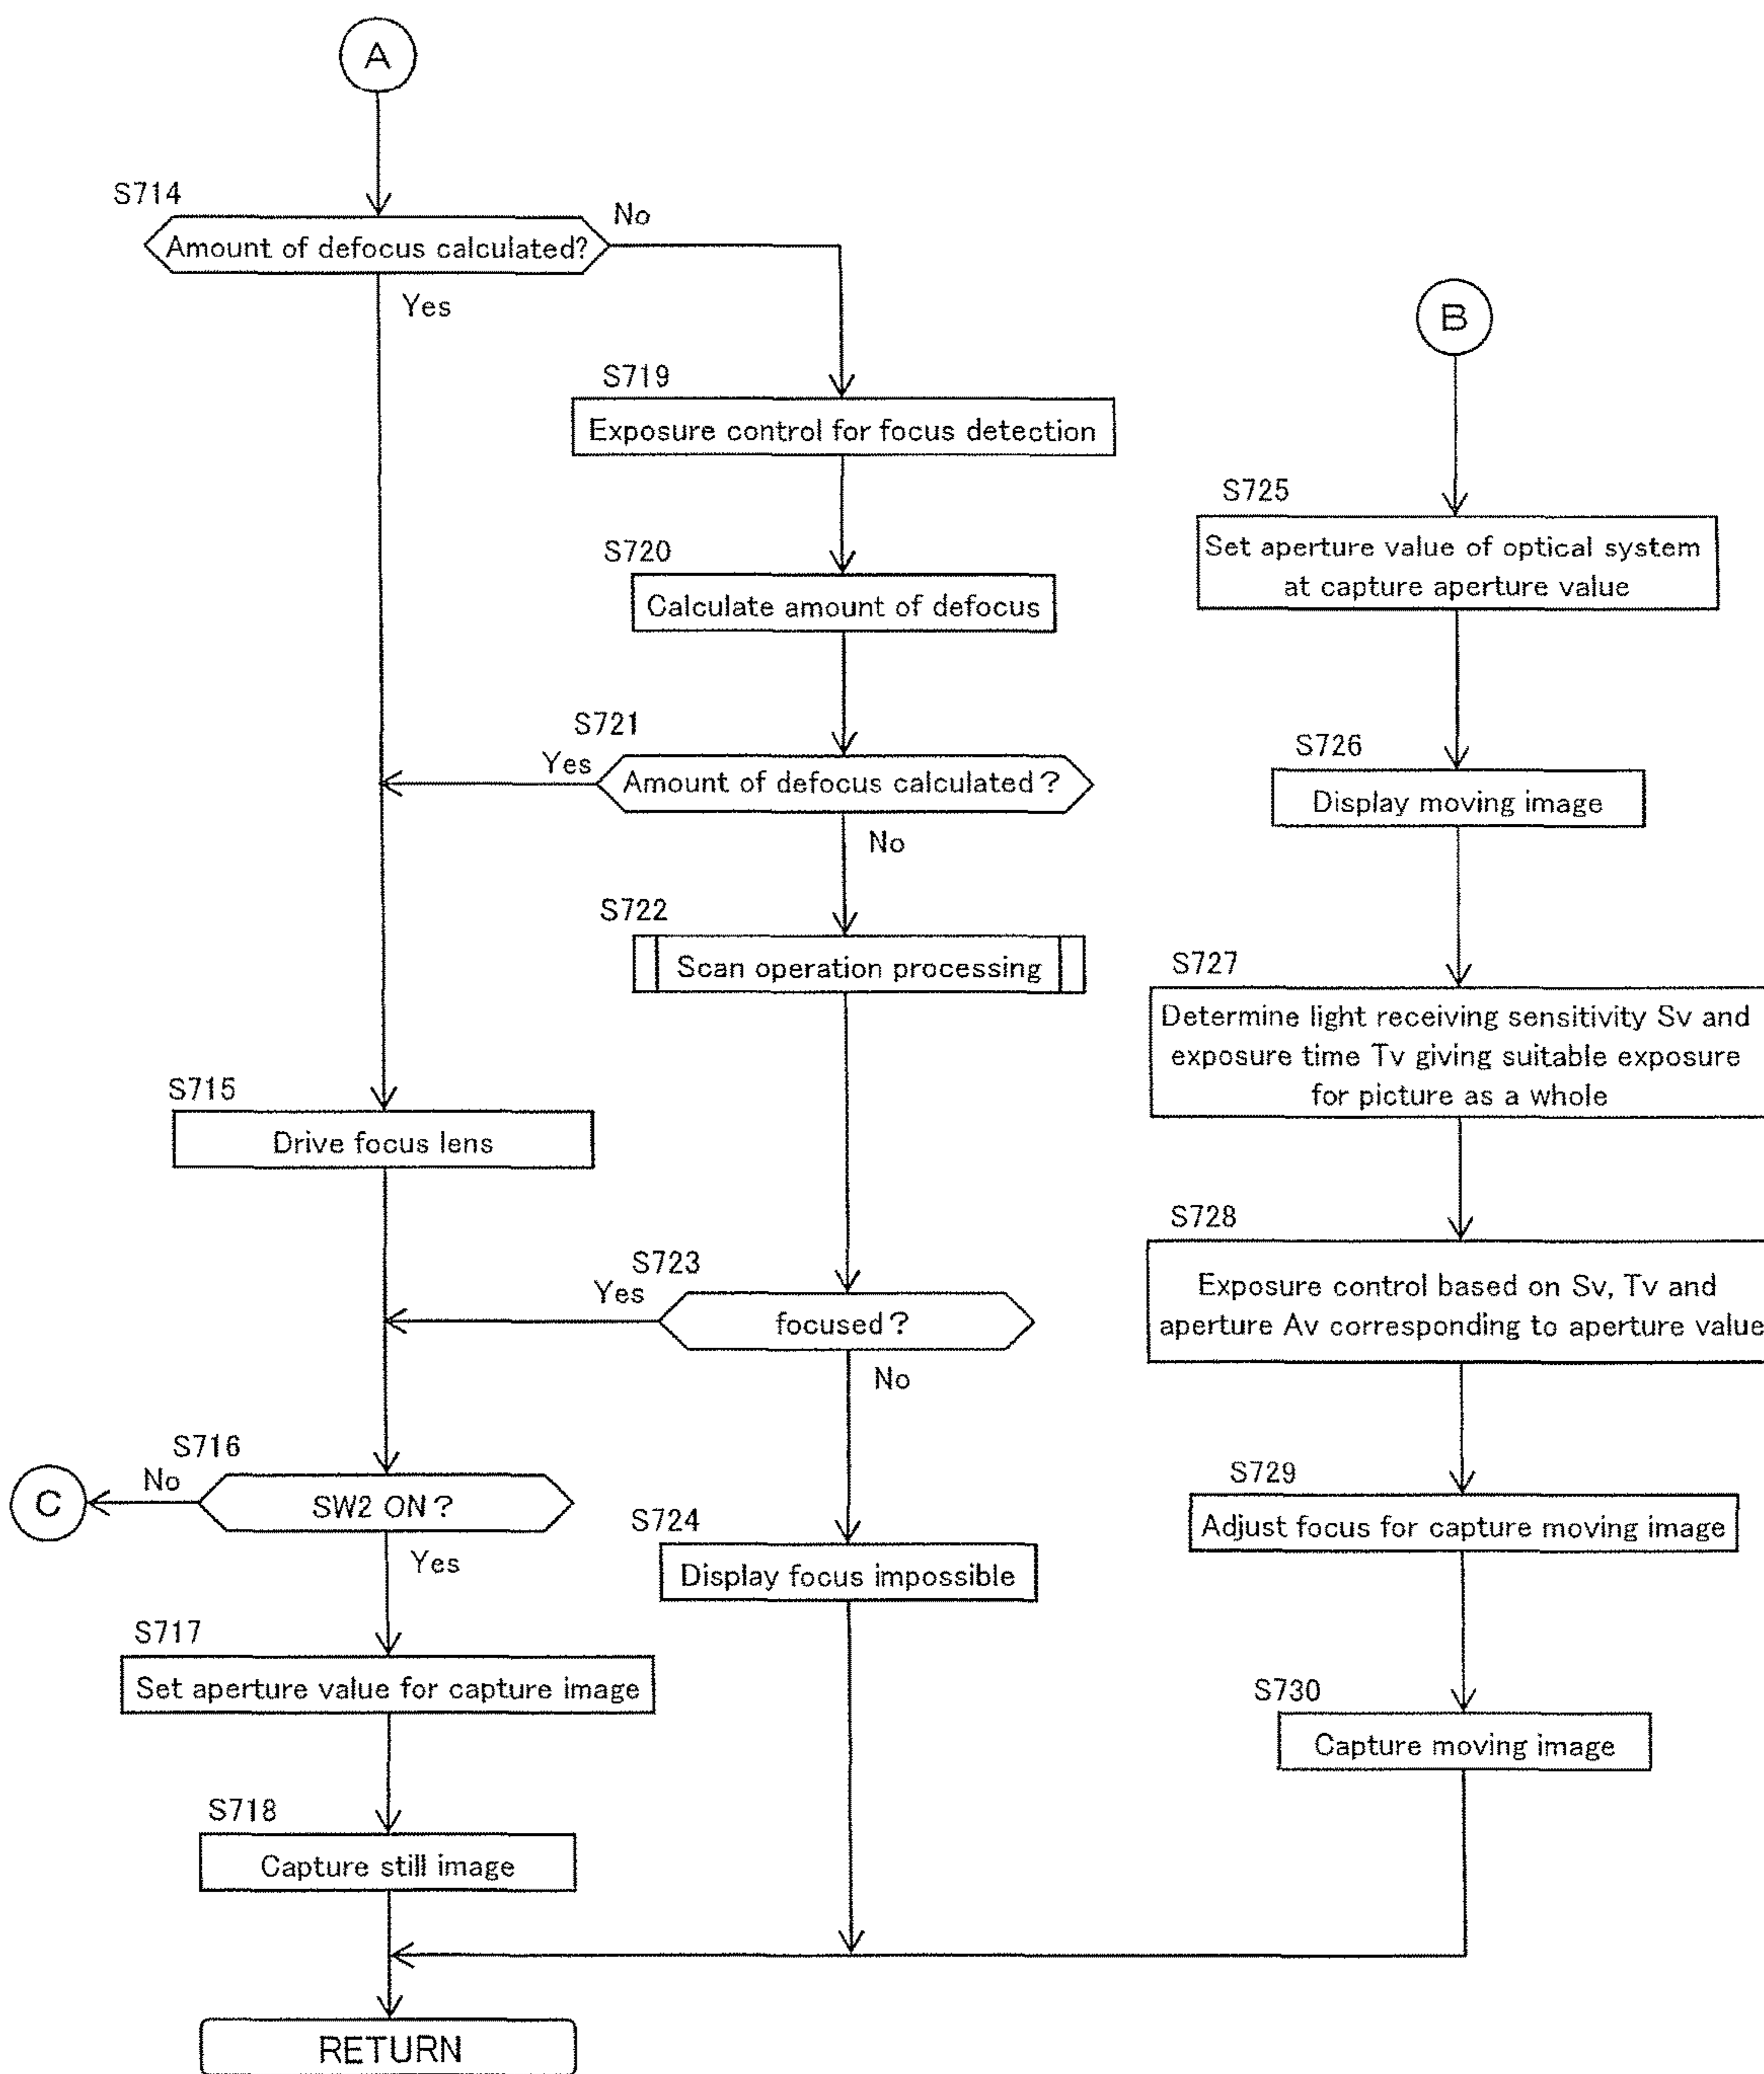 A
S714
Amount of defocus calculated?
No
Yes
S719
Exposure control for focus detection
S720
Calculate amount of defocus
S721
Yes
Amount of defocus calculated?
No
S722
Scan operation processing
S715
Drive focus lens
S723
Yes
focused?
No
S716
No
C
SW2 ON?
Yes
S724
Display focus impossible
S717
Set aperture value for capture image
S718
Capture still image
RETURN
B
S725
Set aperture value of optical system
at capture aperture value
S726
Display moving image
S727
Determine light receiving sensitivity Sv and
exposure time Tv giving suitable exposure
for picture as a whole
S728
Exposure control based on Sv, Tv and
aperture Av corresponding to aperture value
S729
Adjust focus for capture moving image
S730
Capture moving image